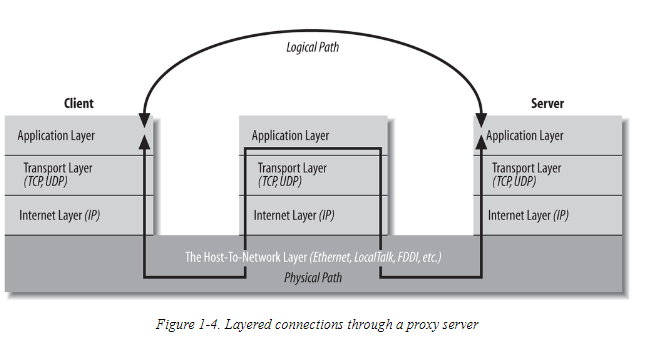 Logical Path
Client
Server
Application Layer
Application Layer
Application Layer
Transport Layer
(TCP, UDP)
Transport Layer
(TCP, UDP)
Transport Layer
(TCP, UDP)
Internet Layer (IP)
Internet Layer (IP)
Internet Layer (IP)
The Host-To-Network Layer (Ethernet, LocalTalk, FDDI, etc.)
Physical Path
Figure 1-4. Layered connections through a proxy server